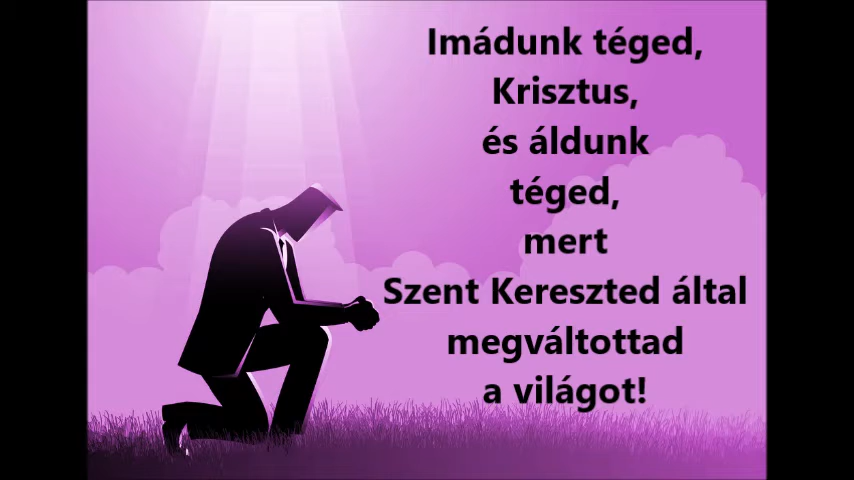 Imádunk téged,
Krisztus,
és áldunk
téged,
mert
Szent Kereszted által
megváltottad
a világot!